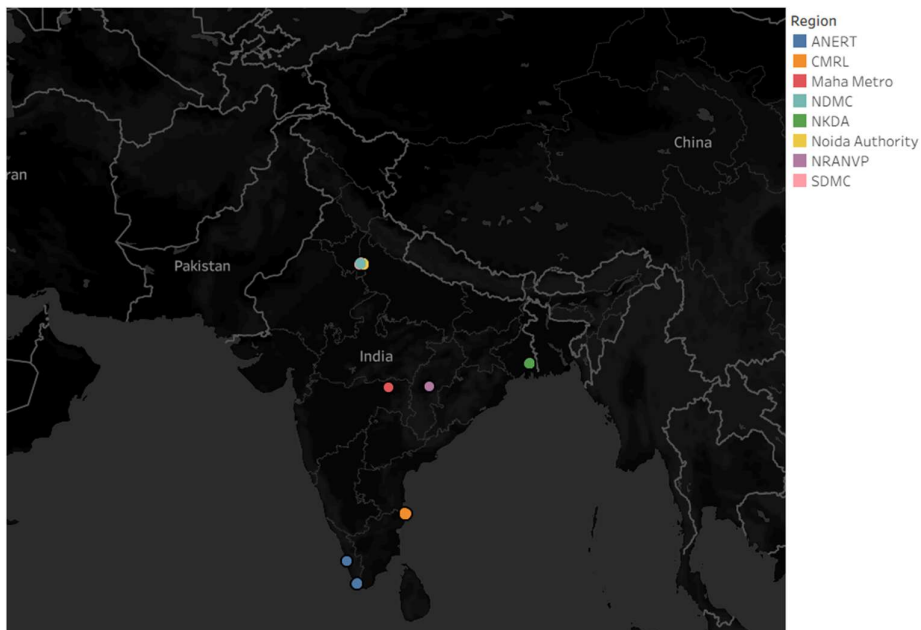 Region
ANERT
CMRL
Maha Metro
NDMC
NKDA
Noida Authority
NRANVP
SDMC
China
ran
Pakistan
India